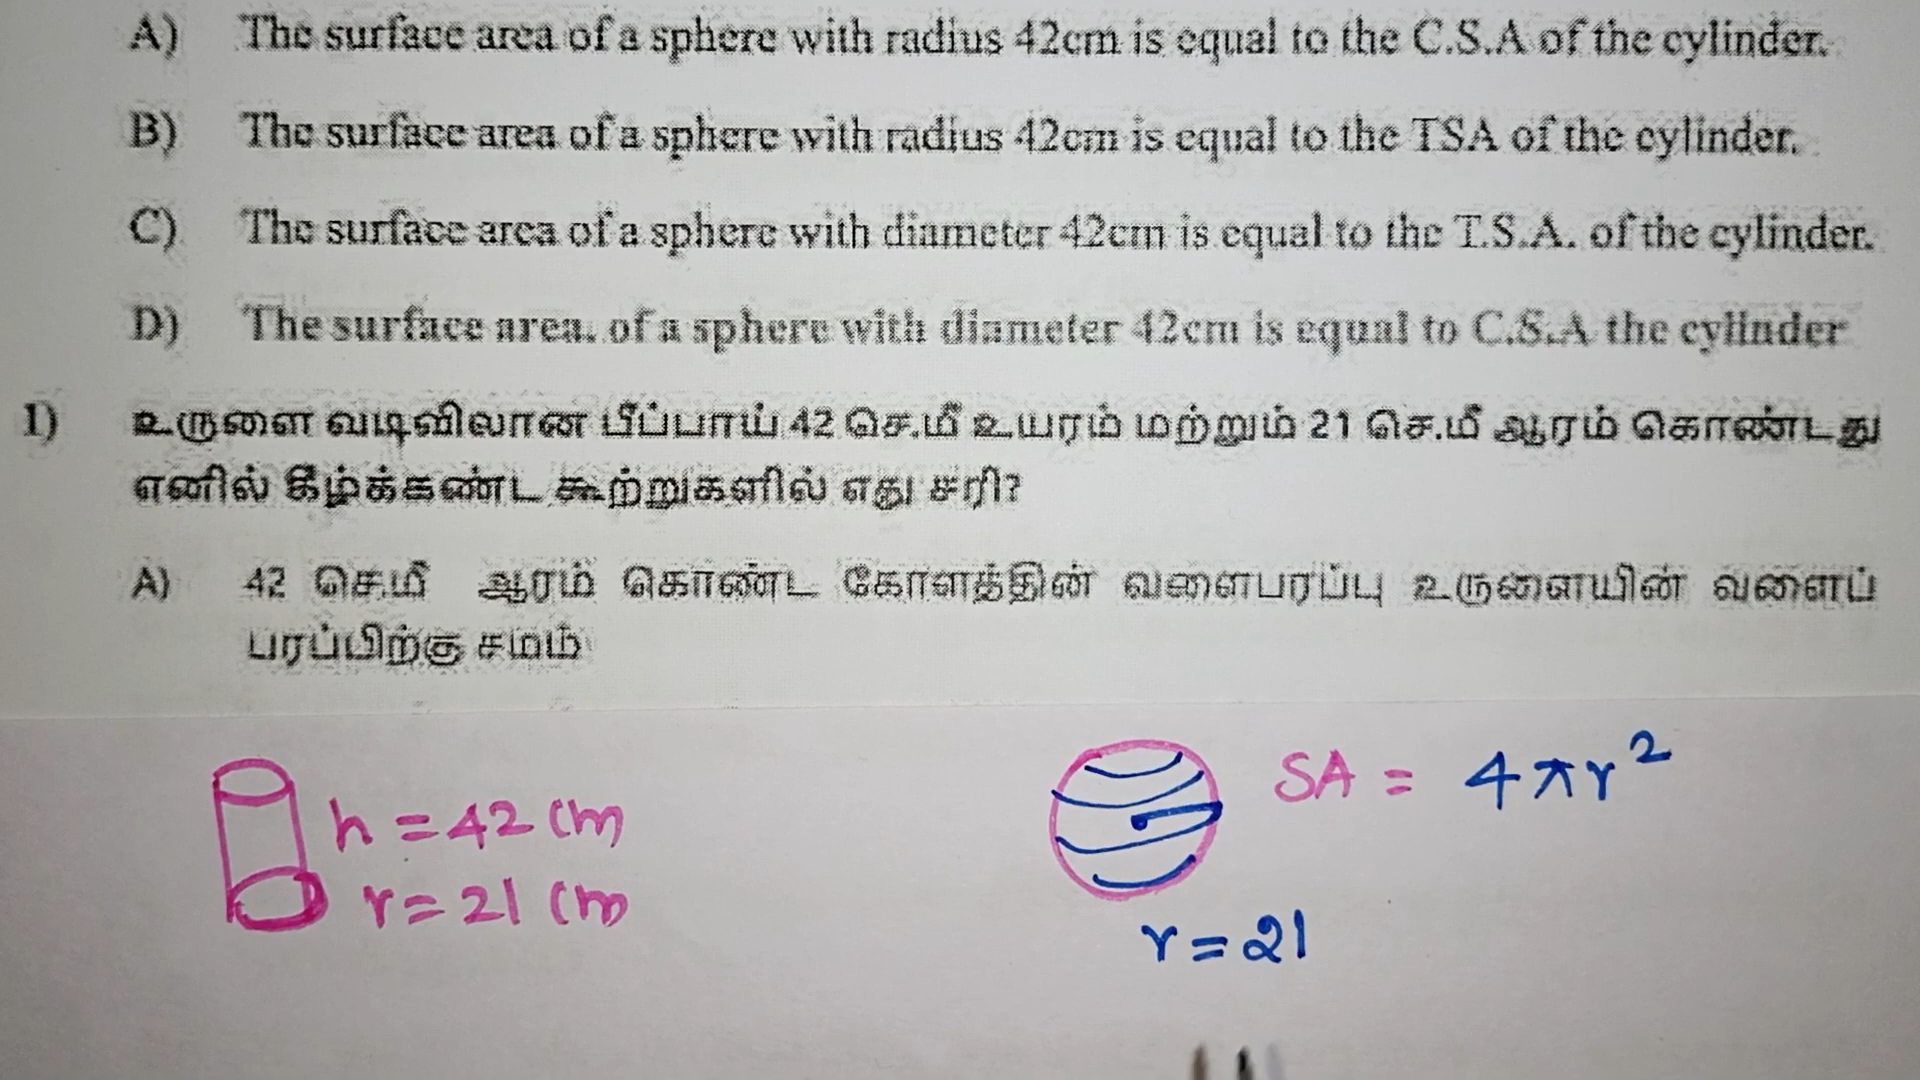 A) The surface area of a sphere with radius 42cm is equal to the C.S.A of the cylinder.
B) The surface area of a sphere with radius 42cm is equal to the TSA of the cylinder.
C) The surface area of a sphere with diameter 42cm is equal to the T.S.A. of the cylinder.
D) The surface area. of a sphere with diameter 42cm is equal to C.S.A the cylinder
1) உருளை வடிவிலான பீப்பாய் 42 செ.மீ உயரம் மற்றும் 21 செ.மீ ஆரம் கொண்டது
எனில் கீழ்க்கண்ட கூற்றுகளில் எது சரி?
A) 42 செ.மீ ஆரம் கொண்ட கோளத்தின் வளைபரப்பு உருளையின் வளைப்
பரப்பிற்கு சமம்
h = 42 cm
r = 21 cm
SA = 4πr²
r = 21